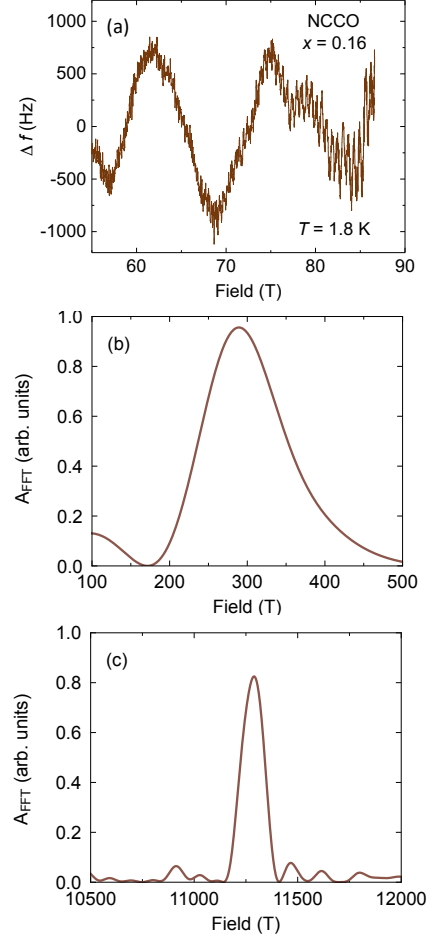 (a)
NCCO
x = 0.16
1000
500
0
-500
-1000
Δ f (Hz)
T = 1.8 K
60
70
80
90
Field (T)
(b)
1.0
0.8
0.6
0.4
0.2
0.0
A_FFT (arb. units)
100
200
300
400
500
Field (T)
(c)
1.0
0.8
0.6
0.4
0.2
0.0
A_FFT (arb. units)
10500
11000
11500
12000
Field (T)